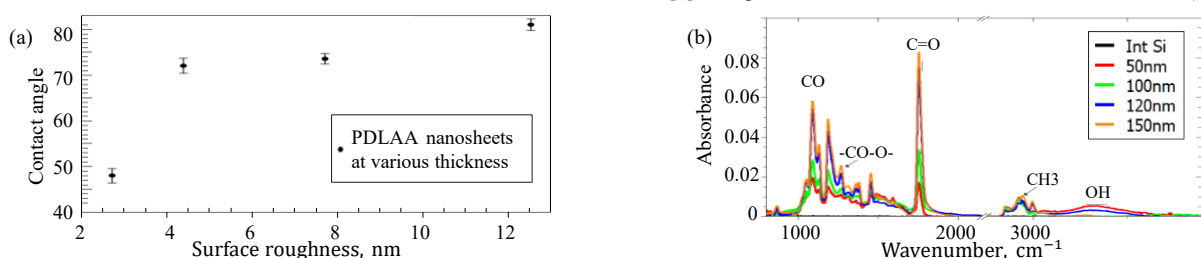 (a)
80
70
60
50
40
Contact angle
PDLAA nanosheets
at various thickness
2
4
6
8
10
12
Surface roughness, nm
(b)
0.08
0.06
0.04
0.02
0
Absorbance
C=O
CO
-CO-O-
CH3
OH
Int Si
50nm
100nm
120nm
150nm
1000
2000
3000
Wavenumber, cm⁻¹